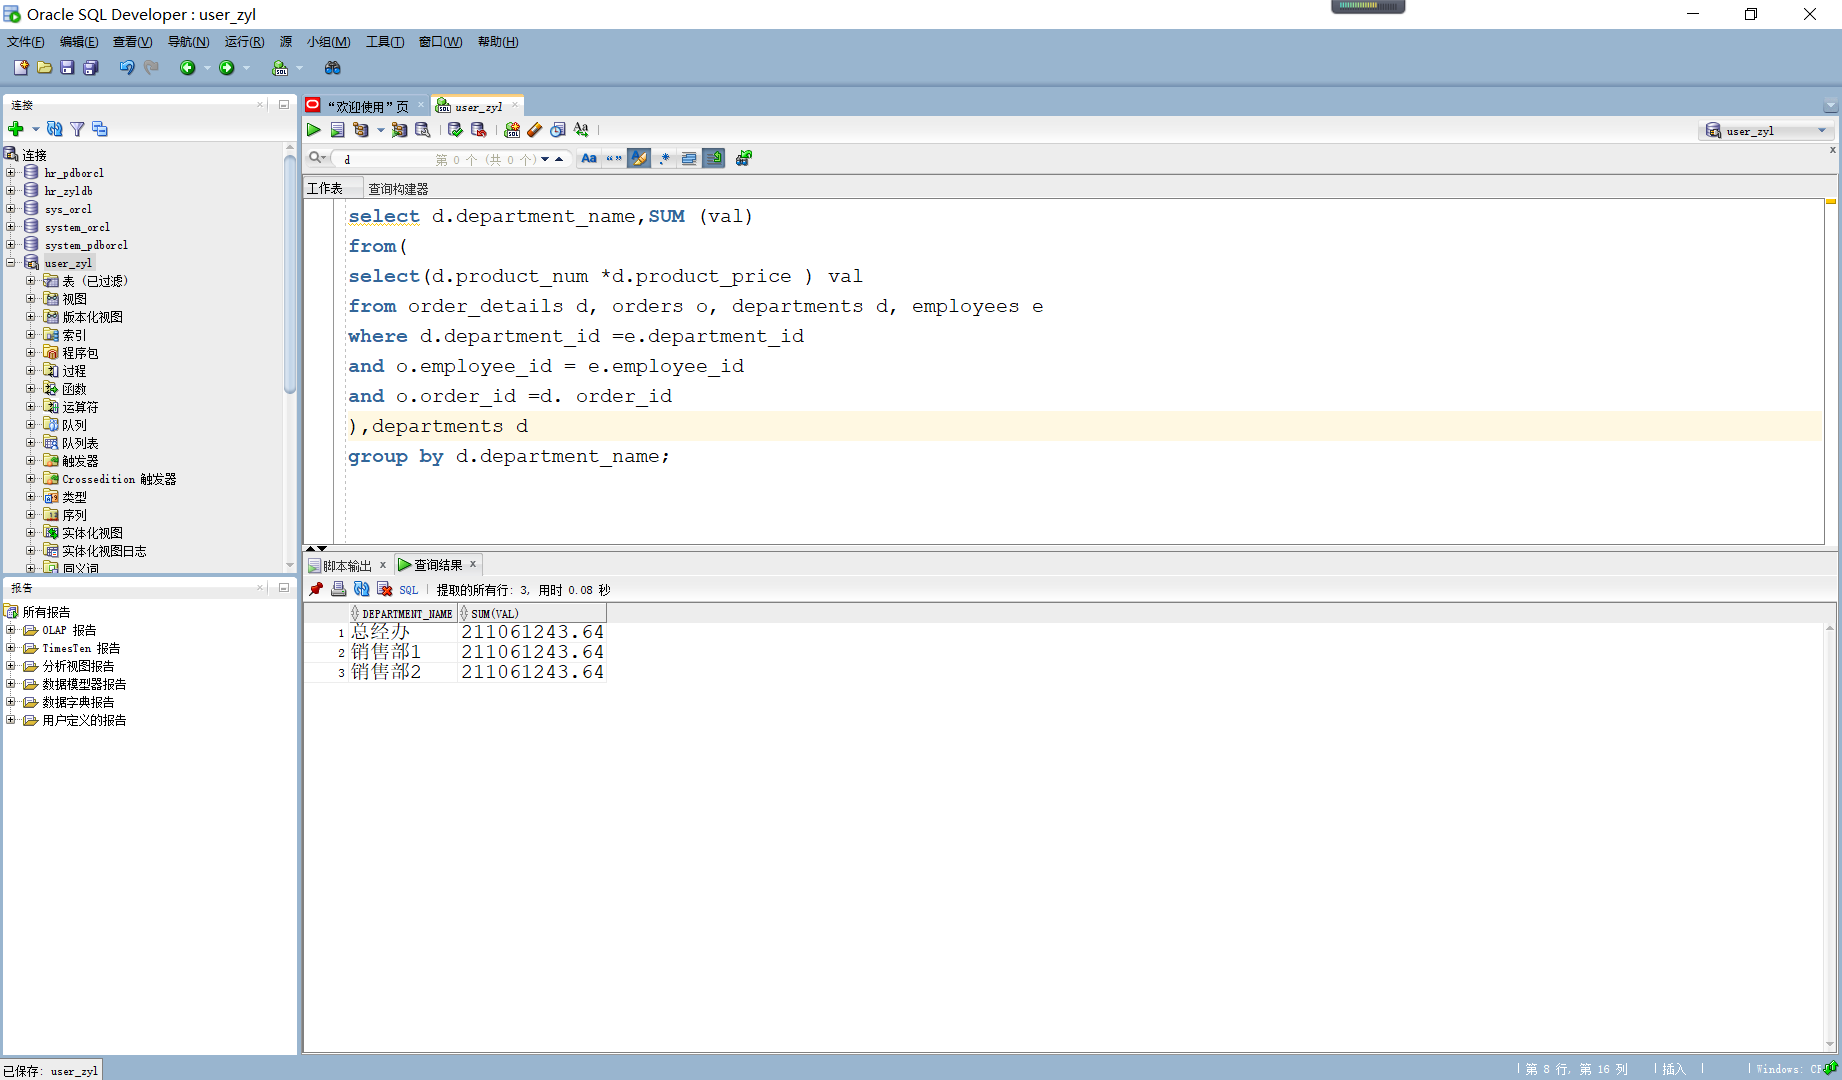 Oracle SQL Developer : user_zyl
文件(F) 编辑(E) 查看(V) 导航(N) 运行(R) 源 小组(M) 工具(T) 窗口(W) 帮助(H)
连接
连接
hr_pdborcl
hr_zyldb
sys_orcl
system_orcl
system_pdborcl
user_zyl
表 (已过滤)
视图
版本化视图
索引
程序包
过程
函数
运算符
队列
队列表
触发器
Crossedition 触发器
类型
序列
实体化视图
实体化视图日志
同义词
报告
所有报告
OLAP 报告
TimesTen 报告
分析视图报告
数据模型器报告
数据字典报告
用户定义的报告
“欢迎使用”页 user_zyl
user_zyl
d 第 0 个 (共 0 个) Aa “ ” .*
工作表 查询构建器
select d.department_name,SUM (val)
from(
select(d.product_num *d.product_price ) val
from order_details d, orders o, departments d, employees e
where d.department_id =e.department_id
and o.employee_id = e.employee_id
and o.order_id =d. order_id
),departments d
group by d.department_name;
脚本输出 × 查询结果 ×
SQL | 提取的所有行: 3, 用时 0.08 秒
DEPARTMENT_NAME SUM(VAL)
1 总经办 211061243.64
2 销售部1 211061243.64
3 销售部2 211061243.64
已保存: user_zyl
第 8 行, 第 16 列 | 插入 | Windows: CR